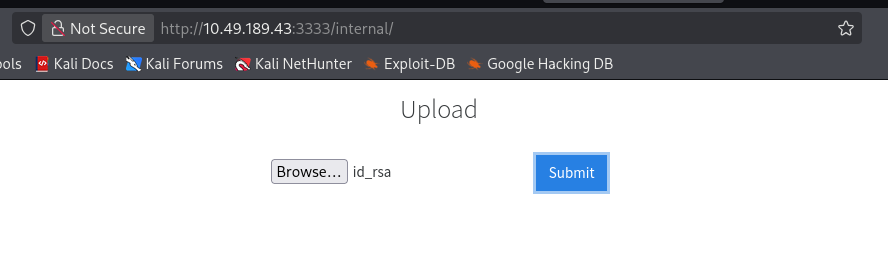 Not Secure http://10.49.189.43:3333/internal/
ools Kali Docs Kali Forums Kali NetHunter Exploit-DB Google Hacking DB
Upload
Browse... id_rsa Submit